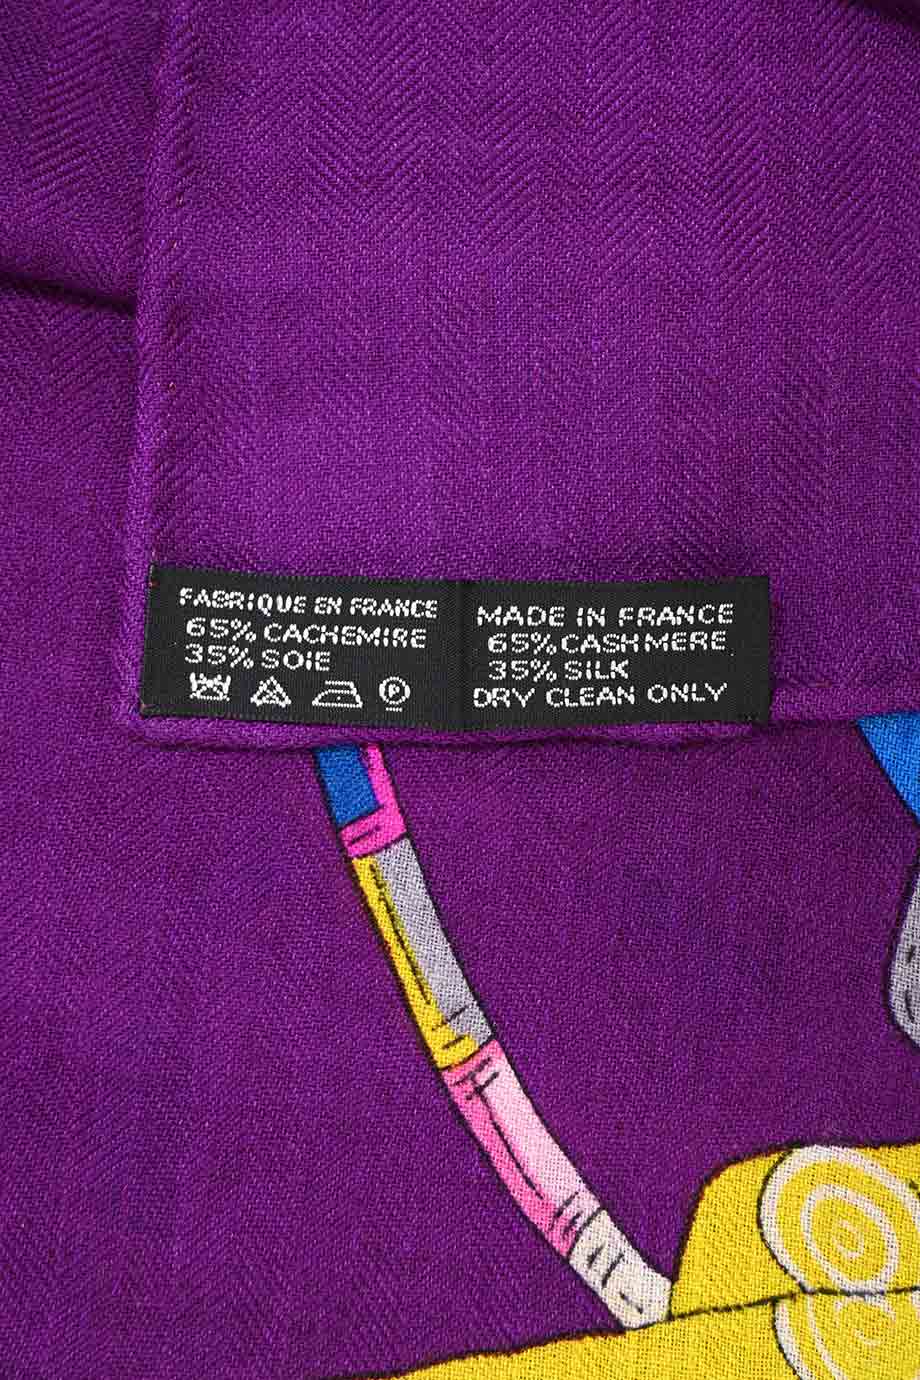 FABRIQUE EN FRANCE
65% CACHEMIRE
35% SOIE
P
MADE IN FRANCE
65% CASHMERE
35% SILK
DRY CLEAN ONLY